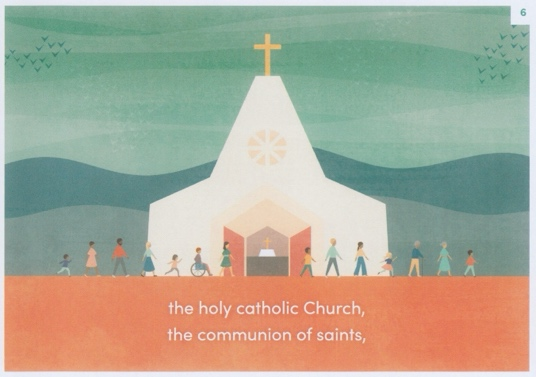 6
the holy catholic Church,
the communion of saints,